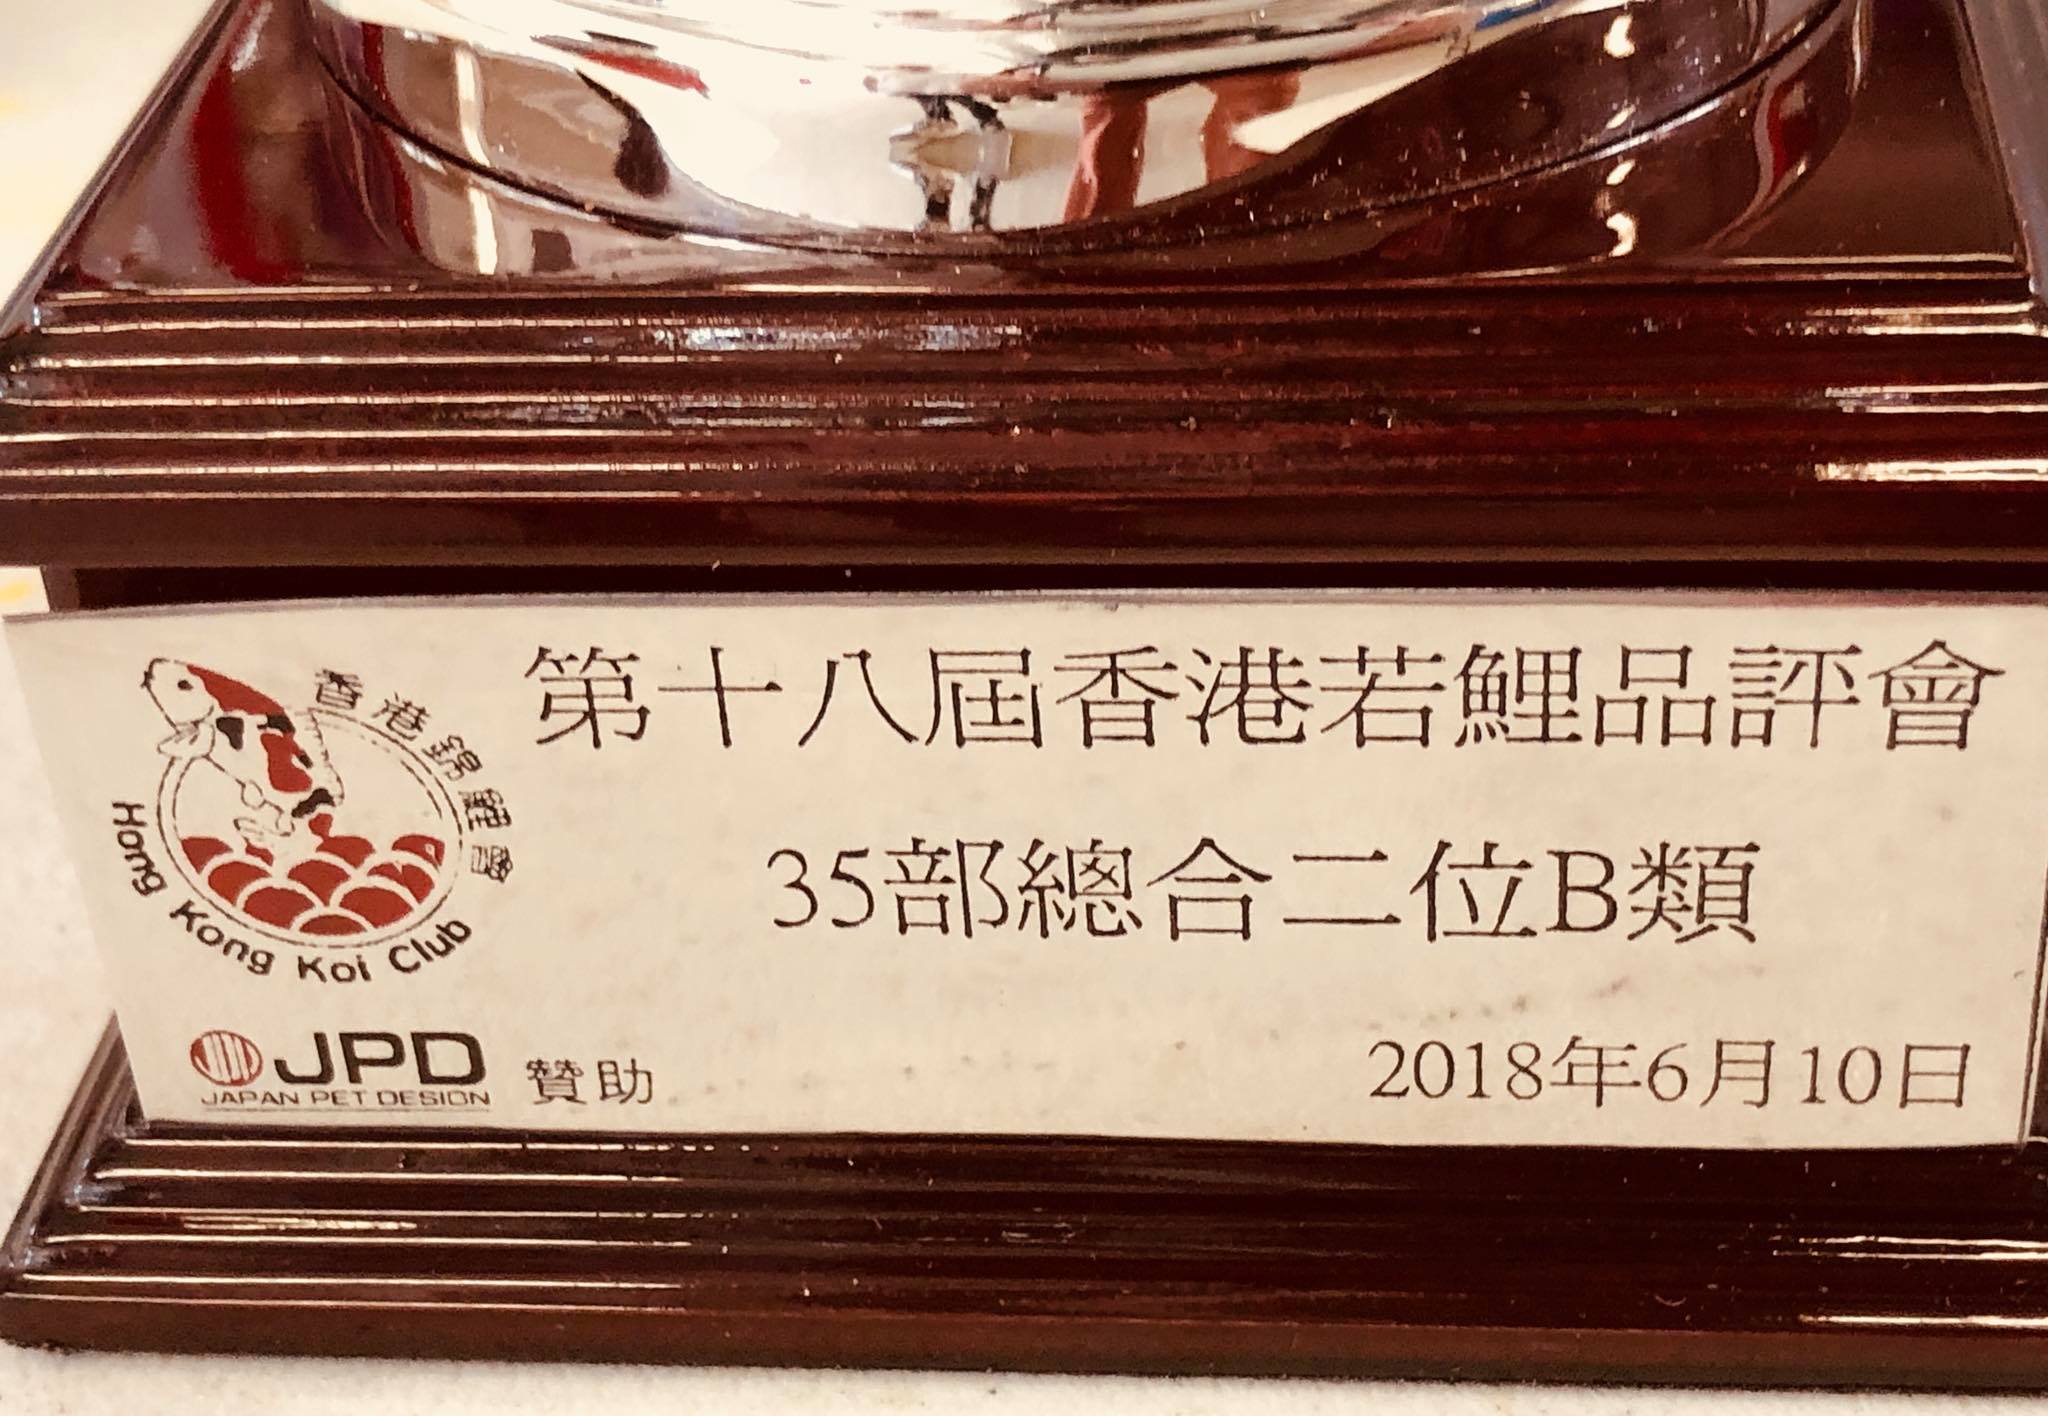 第十八屆香港若鯉品評會
香港錦鯉會
Hong Kong Koi Club
35部總合二位B類
JPD
JAPAN PET DESIGN
贊助
2018年6月10日